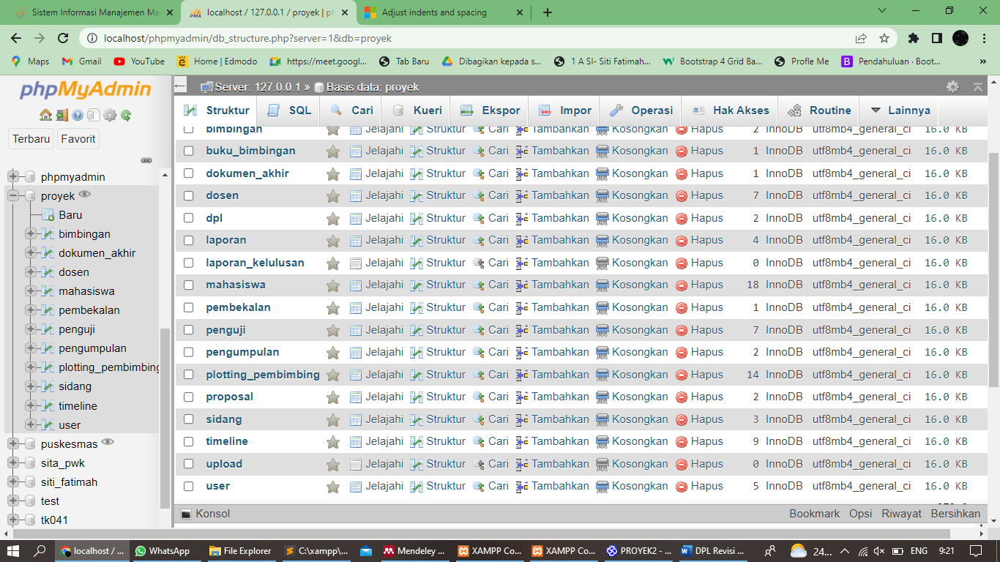 Sistem Informasi Manajemen Ma
localhost / 127.0.0.1 / proyek | ph
Adjust indents and spacing
localhost/phpmyadmin/db_structure.php?server=1&db=proyek
Maps
Gmail
YouTube
Home | Edmodo
https://meet.googl...
Tab Baru
Dibagikan kepada s...
1 A SI- Siti Fatimah...
Bootstrap 4 Grid Ba...
Profle Me
Pendahuluan · Boot...
phpMyAdmin
Terbaru Favorit
phpmyadmin
proyek
Baru
bimbingan
dokumen_akhir
dosen
mahasiswa
pembekalan
penguji
pengumpulan
plotting_pembimbing
sidang
timeline
user
puskesmas
sita_pwk
siti_fatimah
test
tk041
Server: 127.0.0.1 » Basis data: proyek
Struktur SQL Cari Kueri Ekspor Impor Operasi Hak Akses Routine Lainnya
bimbingan Jelajahi Struktur Cari Tambahkan Kosongkan Hapus 2 InnoDB utf8mb4_general_ci 16.0 KB
buku_bimbingan Jelajahi Struktur Cari Tambahkan Kosongkan Hapus 1 InnoDB utf8mb4_general_ci 16.0 KB
dokumen_akhir Jelajahi Struktur Cari Tambahkan Kosongkan Hapus 1 InnoDB utf8mb4_general_ci 16.0 KB
dosen Jelajahi Struktur Cari Tambahkan Kosongkan Hapus 7 InnoDB utf8mb4_general_ci 16.0 KB
dpl Jelajahi Struktur Cari Tambahkan Kosongkan Hapus 2 InnoDB utf8mb4_general_ci 16.0 KB
laporan Jelajahi Struktur Cari Tambahkan Kosongkan Hapus 4 InnoDB utf8mb4_general_ci 16.0 KB
laporan_kelulusan Jelajahi Struktur Cari Tambahkan Kosongkan Hapus 0 InnoDB utf8mb4_general_ci 16.0 KB
mahasiswa Jelajahi Struktur Cari Tambahkan Kosongkan Hapus 18 InnoDB utf8mb4_general_ci 16.0 KB
pembekalan Jelajahi Struktur Cari Tambahkan Kosongkan Hapus 1 InnoDB utf8mb4_general_ci 16.0 KB
penguji Jelajahi Struktur Cari Tambahkan Kosongkan Hapus 7 InnoDB utf8mb4_general_ci 16.0 KB
pengumpulan Jelajahi Struktur Cari Tambahkan Kosongkan Hapus 2 InnoDB utf8mb4_general_ci 16.0 KB
plotting_pembimbing Jelajahi Struktur Cari Tambahkan Kosongkan Hapus 14 InnoDB utf8mb4_general_ci 16.0 KB
proposal Jelajahi Struktur Cari Tambahkan Kosongkan Hapus 2 InnoDB utf8mb4_general_ci 16.0 KB
sidang Jelajahi Struktur Cari Tambahkan Kosongkan Hapus 3 InnoDB utf8mb4_general_ci 16.0 KB
timeline Jelajahi Struktur Cari Tambahkan Kosongkan Hapus 9 InnoDB utf8mb4_general_ci 16.0 KB
upload Jelajahi Struktur Cari Tambahkan Kosongkan Hapus 0 InnoDB utf8mb4_general_ci 16.0 KB
user Jelajahi Struktur Cari Tambahkan Kosongkan Hapus 5 InnoDB utf8mb4_general_ci 16.0 KB
Konsol Bookmark Opsi Riwayat Bersihkan
localhost / ... WhatsApp File Explorer C:\xampp\... Mendeley ... XAMPP Co... XAMPP Co... PROYEK2 - ... DPL Revisi ... 24... ENG 9:21